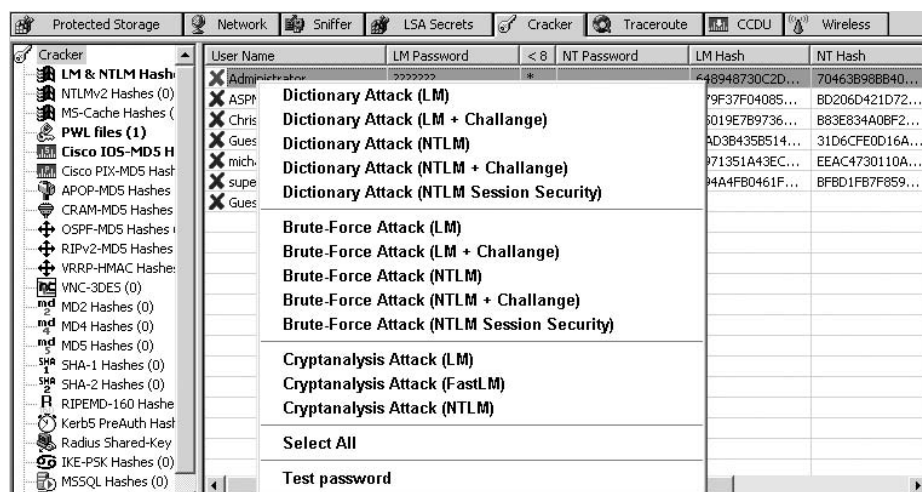 Protected Storage Network Sniffer LSA Secrets Cracker Traceroute CCDU Wireless
Cracker
LM & NTLM Hash
NTLMv2 Hashes (0)
MS-Cache Hashes (
PWL files (1)
Cisco IOS-MD5 H
Cisco PIX-MD5 Hash
APOP-MD5 Hashes
CRAM-MD5 Hashes
OSPF-MD5 Hashes
RIPv2-MD5 Hashes
VRRP-HMAC Hashe
VNC-3DES (0)
MD2 Hashes (0)
MD4 Hashes (0)
MD5 Hashes (0)
SHA-1 Hashes (0)
SHA-2 Hashes (0)
RIPEMD-160 Hashe
Kerb5 PreAuth Hash
Radius Shared-Key
IKE-PSK Hashes (0)
MSSQL Hashes (0)
User Name LM Password < 8 NT Password LM Hash NT Hash
Administrator ??????? * 648948730C2D... 70463B98BB40...
ASPN 79F37F04085... BD206D421D72...
Chris 5019E7B9736... B83E834A0BF2...
Gues AD3B435B514... 31D6CFE0D16A...
mich 971351A43EC... EEAC4730110A...
supe 94A4FB0461F... BFBD1FB7F859...
Gues
Dictionary Attack (LM)
Dictionary Attack (LM + Challange)
Dictionary Attack (NTLM)
Dictionary Attack (NTLM + Challange)
Dictionary Attack (NTLM Session Security)
Brute-Force Attack (LM)
Brute-Force Attack (LM + Challange)
Brute-Force Attack (NTLM)
Brute-Force Attack (NTLM + Challange)
Brute-Force Attack (NTLM Session Security)
Cryptanalysis Attack (LM)
Cryptanalysis Attack (FastLM)
Cryptanalysis Attack (NTLM)
Select All
Test password